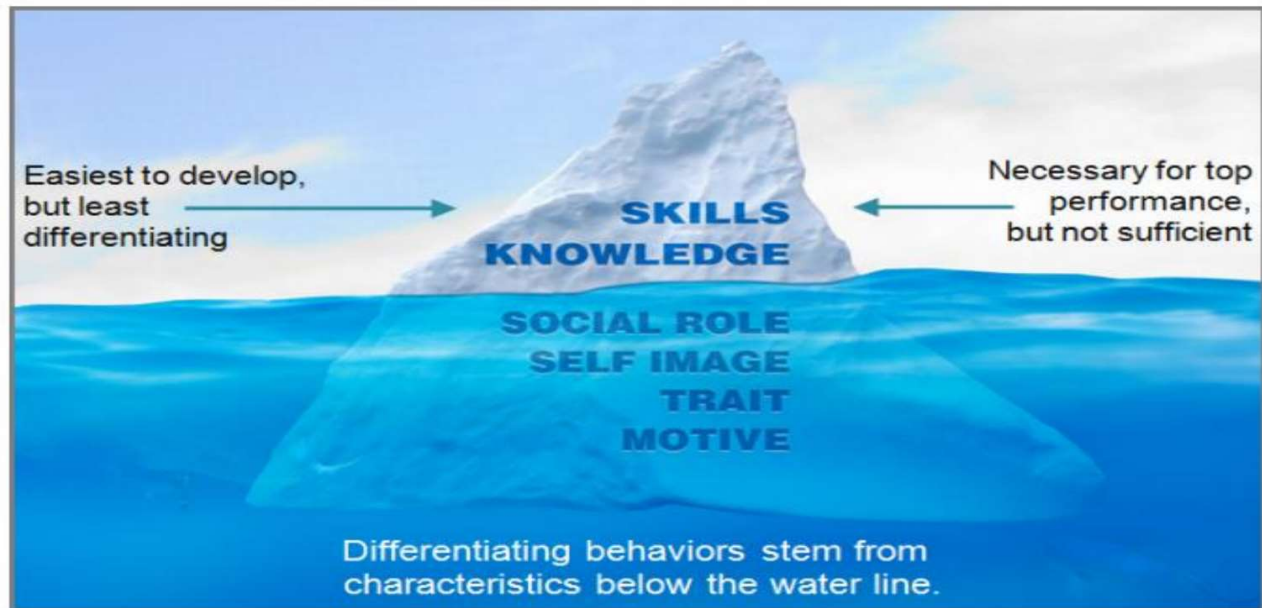 Easiest to develop,
but least
differentiating
Necessary for top
performance,
but not sufficient
SKILLS
KNOWLEDGE
SOCIAL ROLE
SELF IMAGE
TRAIT
MOTIVE
Differentiating behaviors stem from
characteristics below the water line.